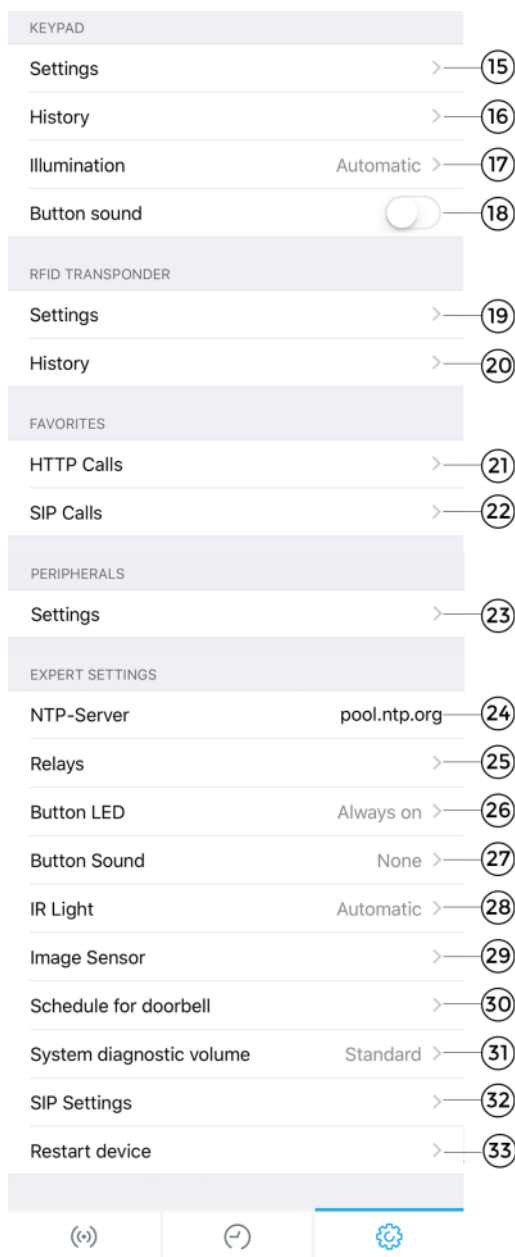 KEYPAD
Settings 15
History 16
Illumination Automatic 17
Button sound 18
RFID TRANSPONDER
Settings 19
History 20
FAVORITES
HTTP Calls 21
SIP Calls 22
PERIPHERALS
Settings 23
EXPERT SETTINGS
NTP-Server pool.ntp.org 24
Relays 25
Button LED Always on 26
Button Sound None 27
IR Light Automatic 28
Image Sensor 29
Schedule for doorbell 30
System diagnostic volume Standard 31
SIP Settings 32
Restart device 33